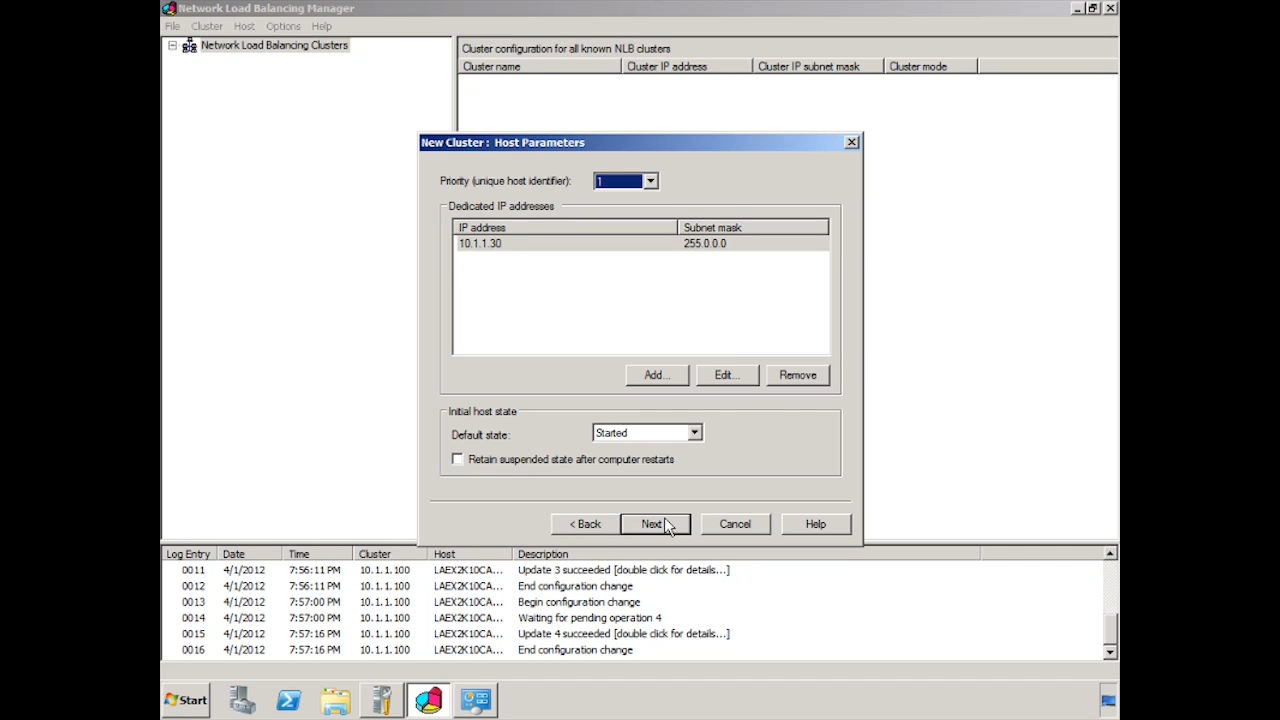 Network Load Balancing Manager
File Cluster Host Options Help
Network Load Balancing Clusters
Cluster configuration for all known NLB clusters
Cluster name Cluster IP address Cluster IP subnet mask Cluster mode
New Cluster : Host Parameters
Priority (unique host identifier): 1
Dedicated IP addresses
IP address Subnet mask
10.1.1.30 255.0.0.0
Add... Edit... Remove
Initial host state
Default state: Started
Retain suspended state after computer restarts
< Back Next Cancel Help
Log Entry Date Time Cluster Host Description
0011 4/1/2012 7:56:11 PM 10.1.1.100 LAEX2K10CA... Update 3 succeeded [double click for details...]
0012 4/1/2012 7:56:11 PM 10.1.1.100 LAEX2K10CA... End configuration change
0013 4/1/2012 7:57:00 PM 10.1.1.100 LAEX2K10CA... Begin configuration change
0014 4/1/2012 7:57:00 PM 10.1.1.100 LAEX2K10CA... Waiting for pending operation 4
0015 4/1/2012 7:57:16 PM 10.1.1.100 LAEX2K10CA... Update 4 succeeded [double click for details...]
0016 4/1/2012 7:57:16 PM 10.1.1.100 LAEX2K10CA... End configuration change
Start